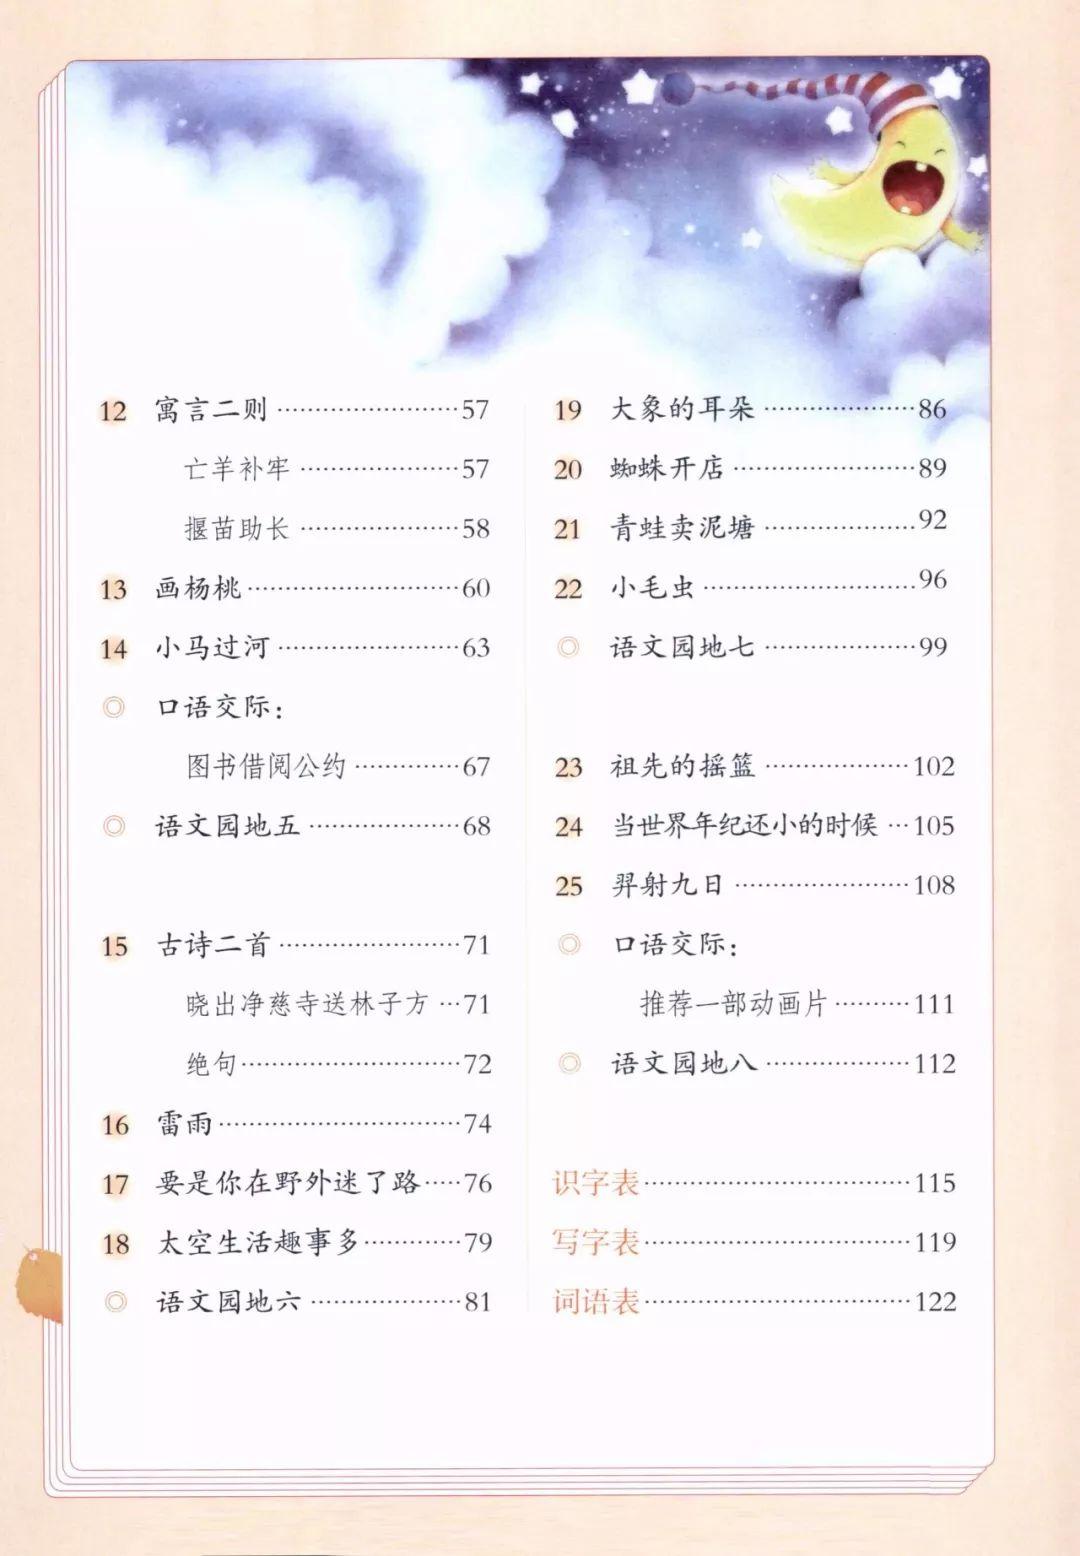 12 寓言二则……………………57
亡羊补牢…………………57
揠苗助长…………………58
13 画杨桃………………………60
14 小马过河……………………63
◎ 口语交际：
图书借阅公约……………67
◎ 语文园地五…………………68
15 古诗二首……………………71
晓出净慈寺送林子方…71
绝句………………………72
16 雷雨…………………………74
17 要是你在野外迷了路……76
18 太空生活趣事多…………79
◎ 语文园地六…………………81
19 大象的耳朵…………………86
20 蜘蛛开店……………………89
21 青蛙卖泥塘…………………92
22 小毛虫………………………96
◎ 语文园地七…………………99
23 祖先的摇篮…………………102
24 当世界年纪还小的时候…105
25 羿射九日……………………108
◎ 口语交际：
推荐一部动画片…………111
◎ 语文园地八…………………112
识字表……………………………115
写字表……………………………119
词语表……………………………122